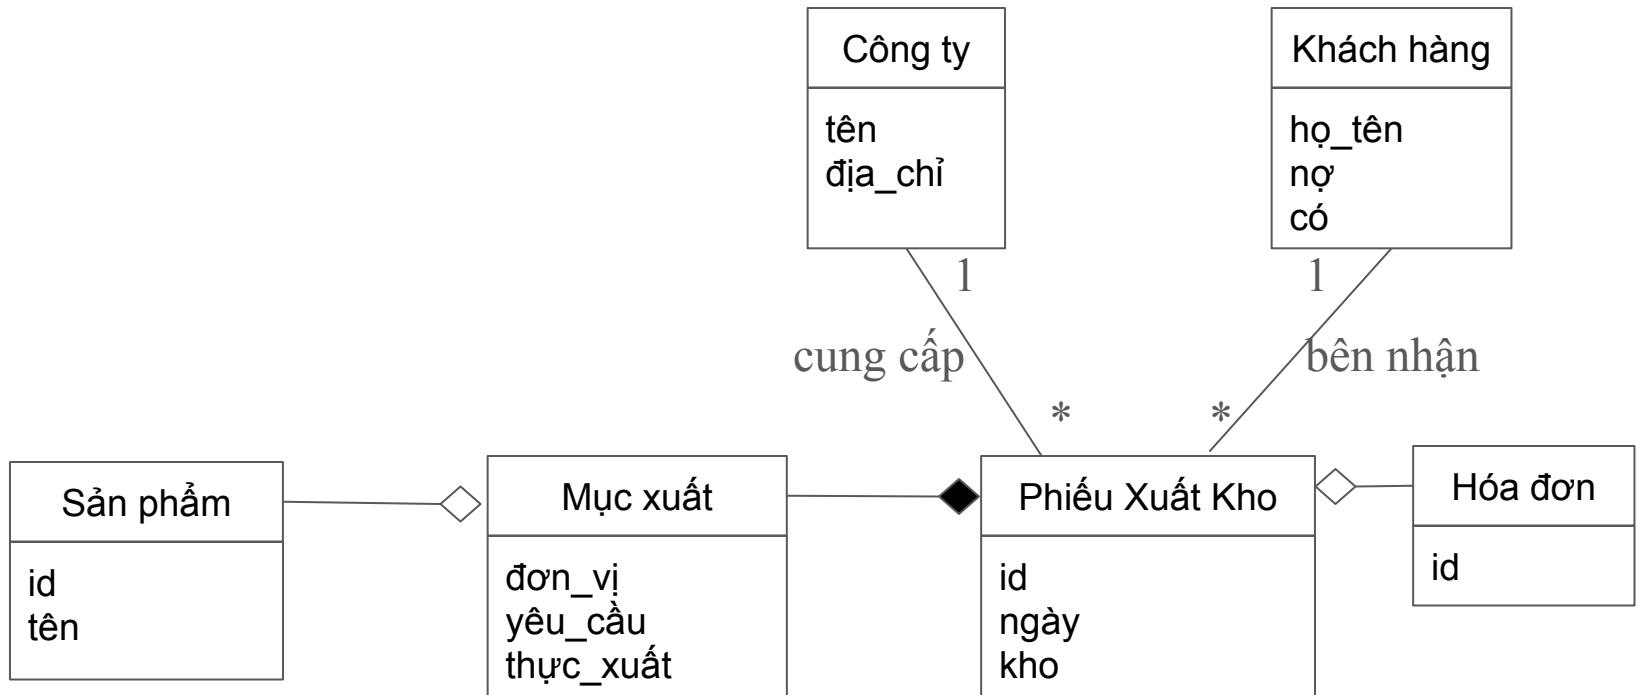 Công ty
tên
địa_chỉ
Khách hàng
họ_tên
nợ
có
1
1
cung cấp
bên nhận
*
*
Sản phẩm
id
tên
Mục xuất
đơn_vị
yêu_cầu
thực_xuất
Phiếu Xuất Kho
id
ngày
kho
Hóa đơn
id